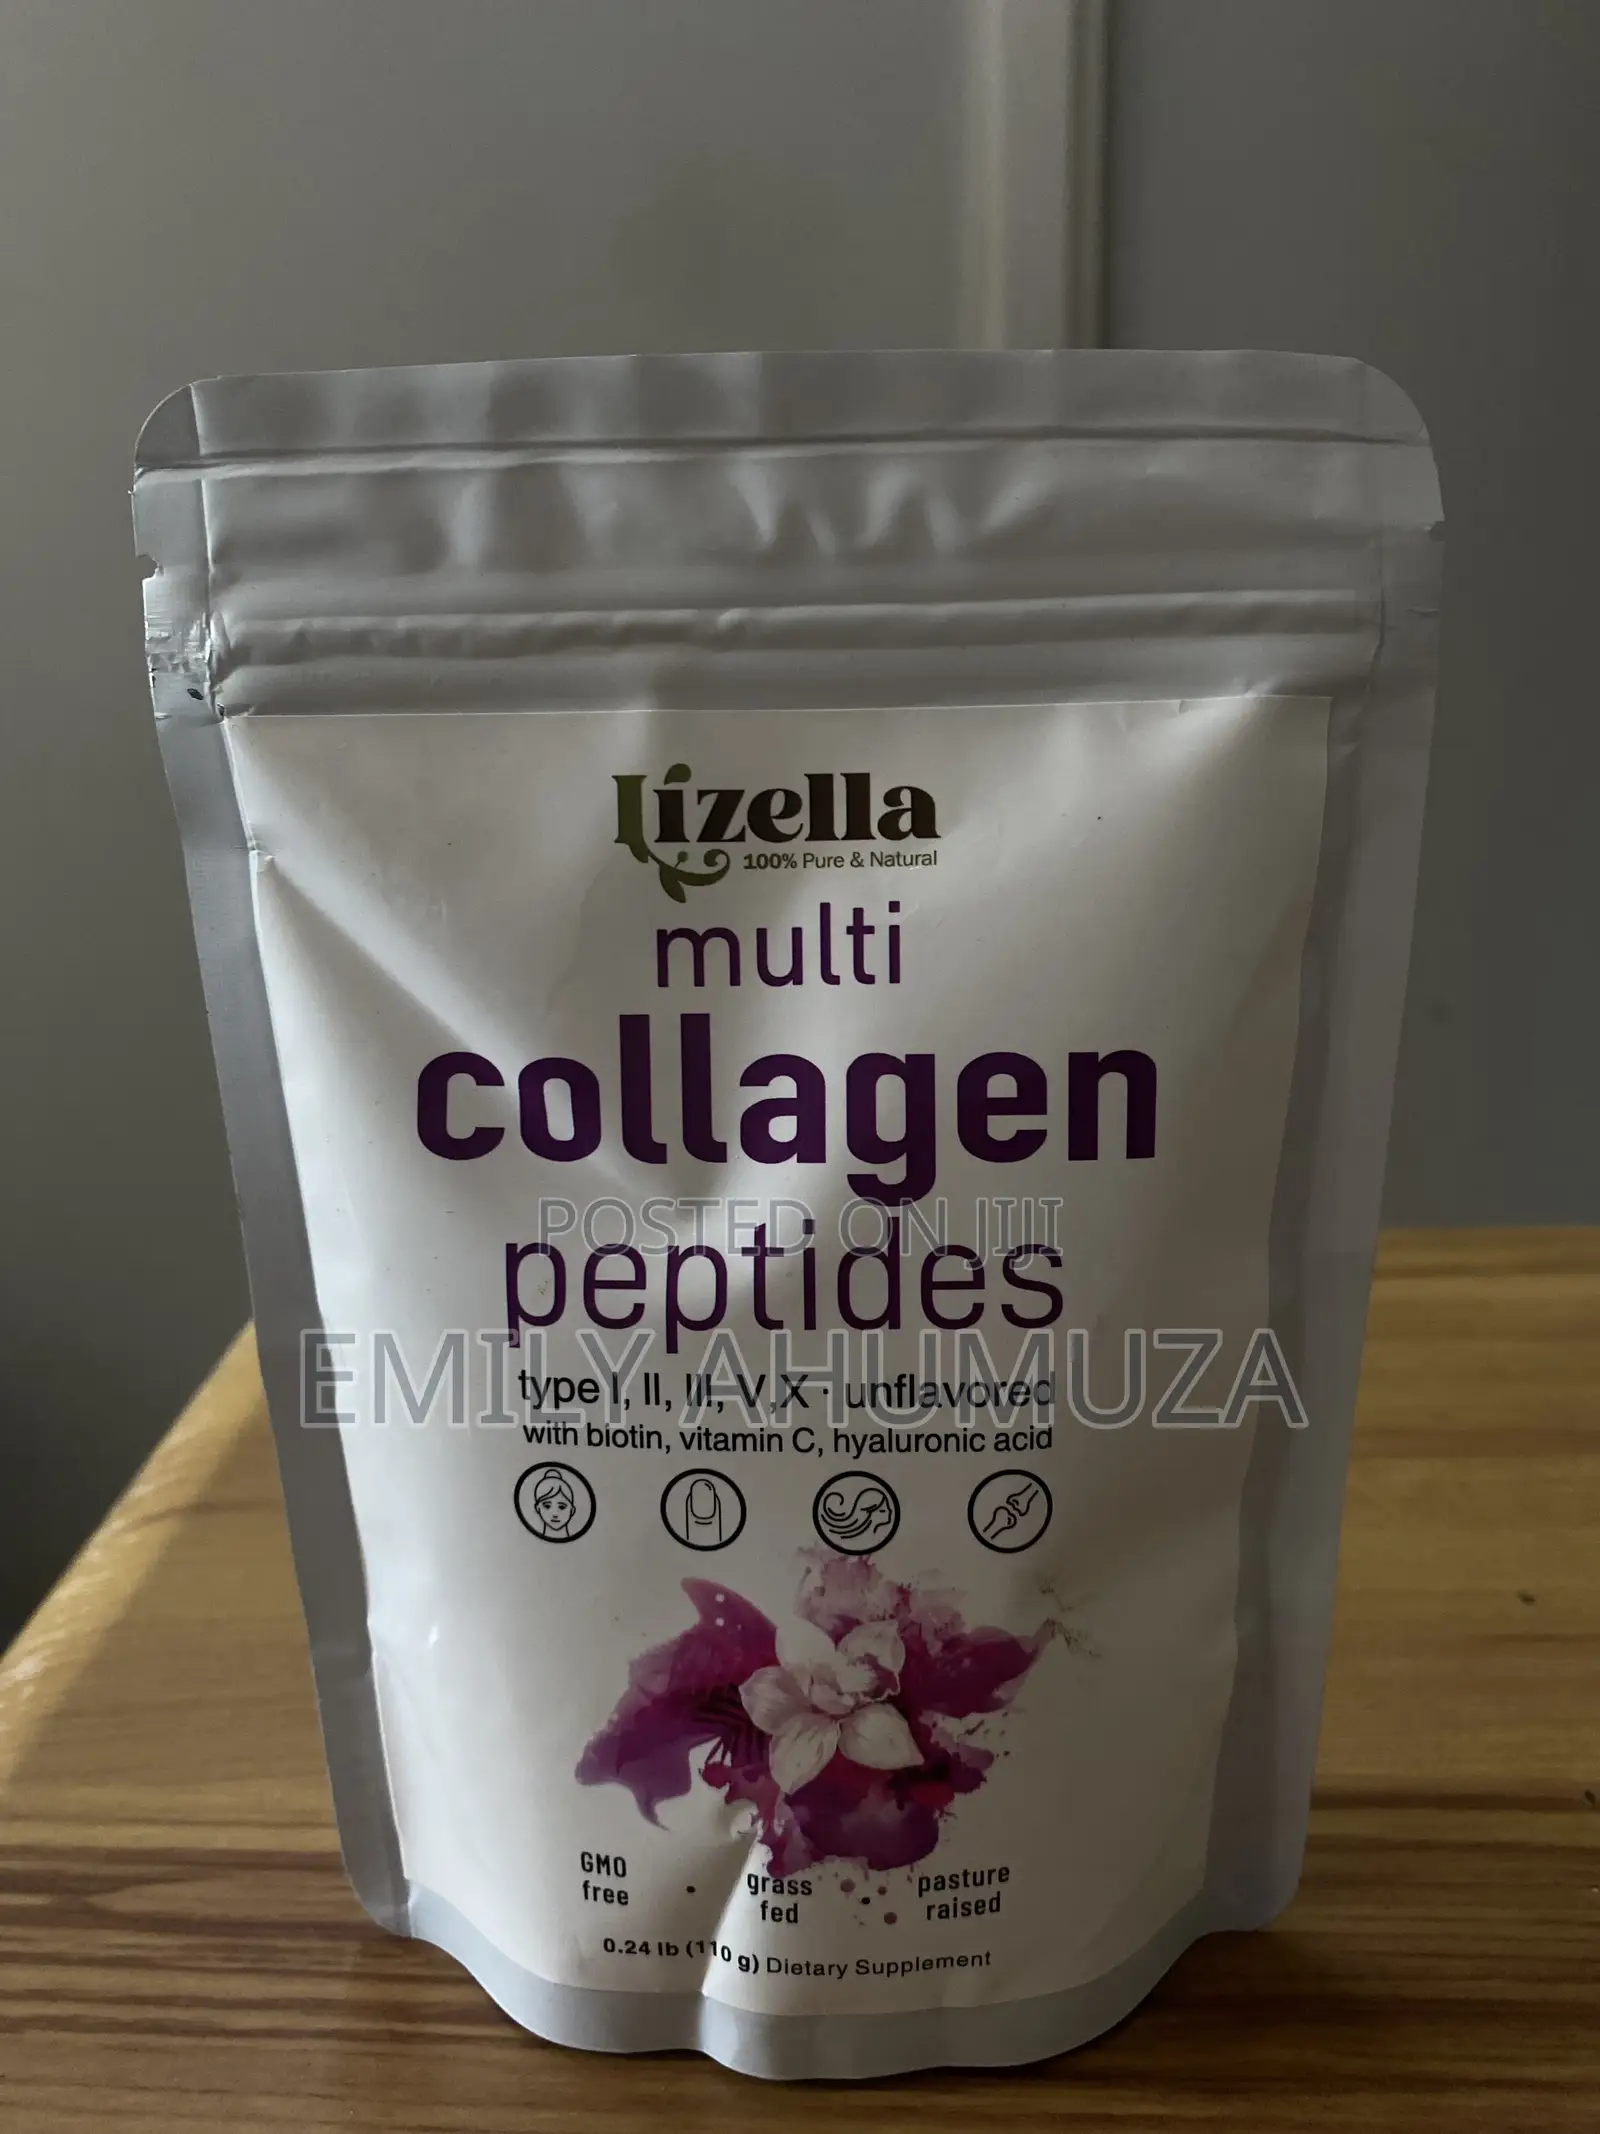 Lizella
100% Pure & Natural
multi
collagen
POSTED ON JIJI
peptides
EMILY AHUMUZA
type I, II, III, V,X · unflavored
with biotin, vitamin C, hyaluronic acid
GMO free • grass fed • pasture raised
0.24 lb (110 g) Dietary Supplement